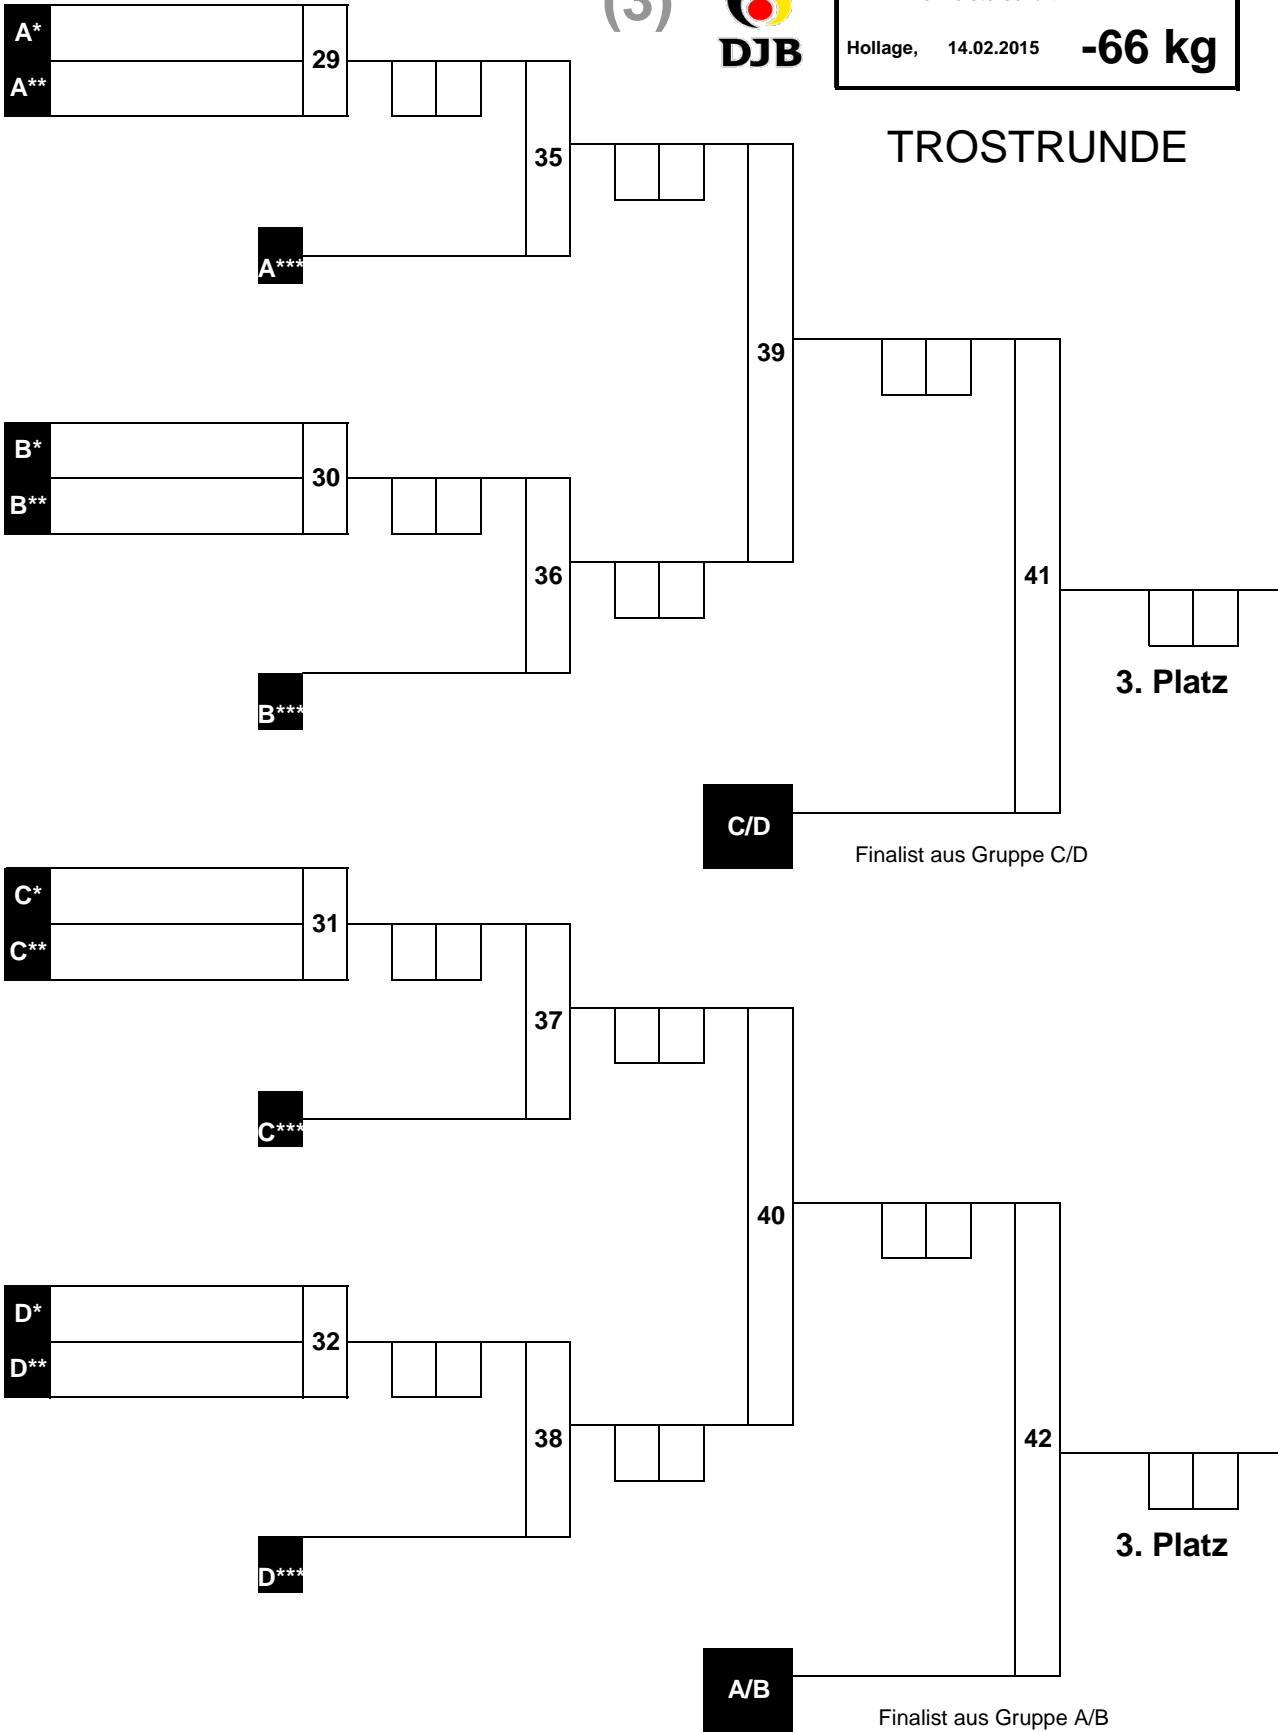 (3)
DJB
Hollage, 14.02.2015 -66 kg
TROSTRUNDE
A*
A**
29
35
A***
39
B*
B**
30
36
41
B***
3. Platz
C/D
Finalist aus Gruppe C/D
C*
C**
31
37
C***
40
D*
D**
32
38
42
D***
3. Platz
A/B
Finalist aus Gruppe A/B